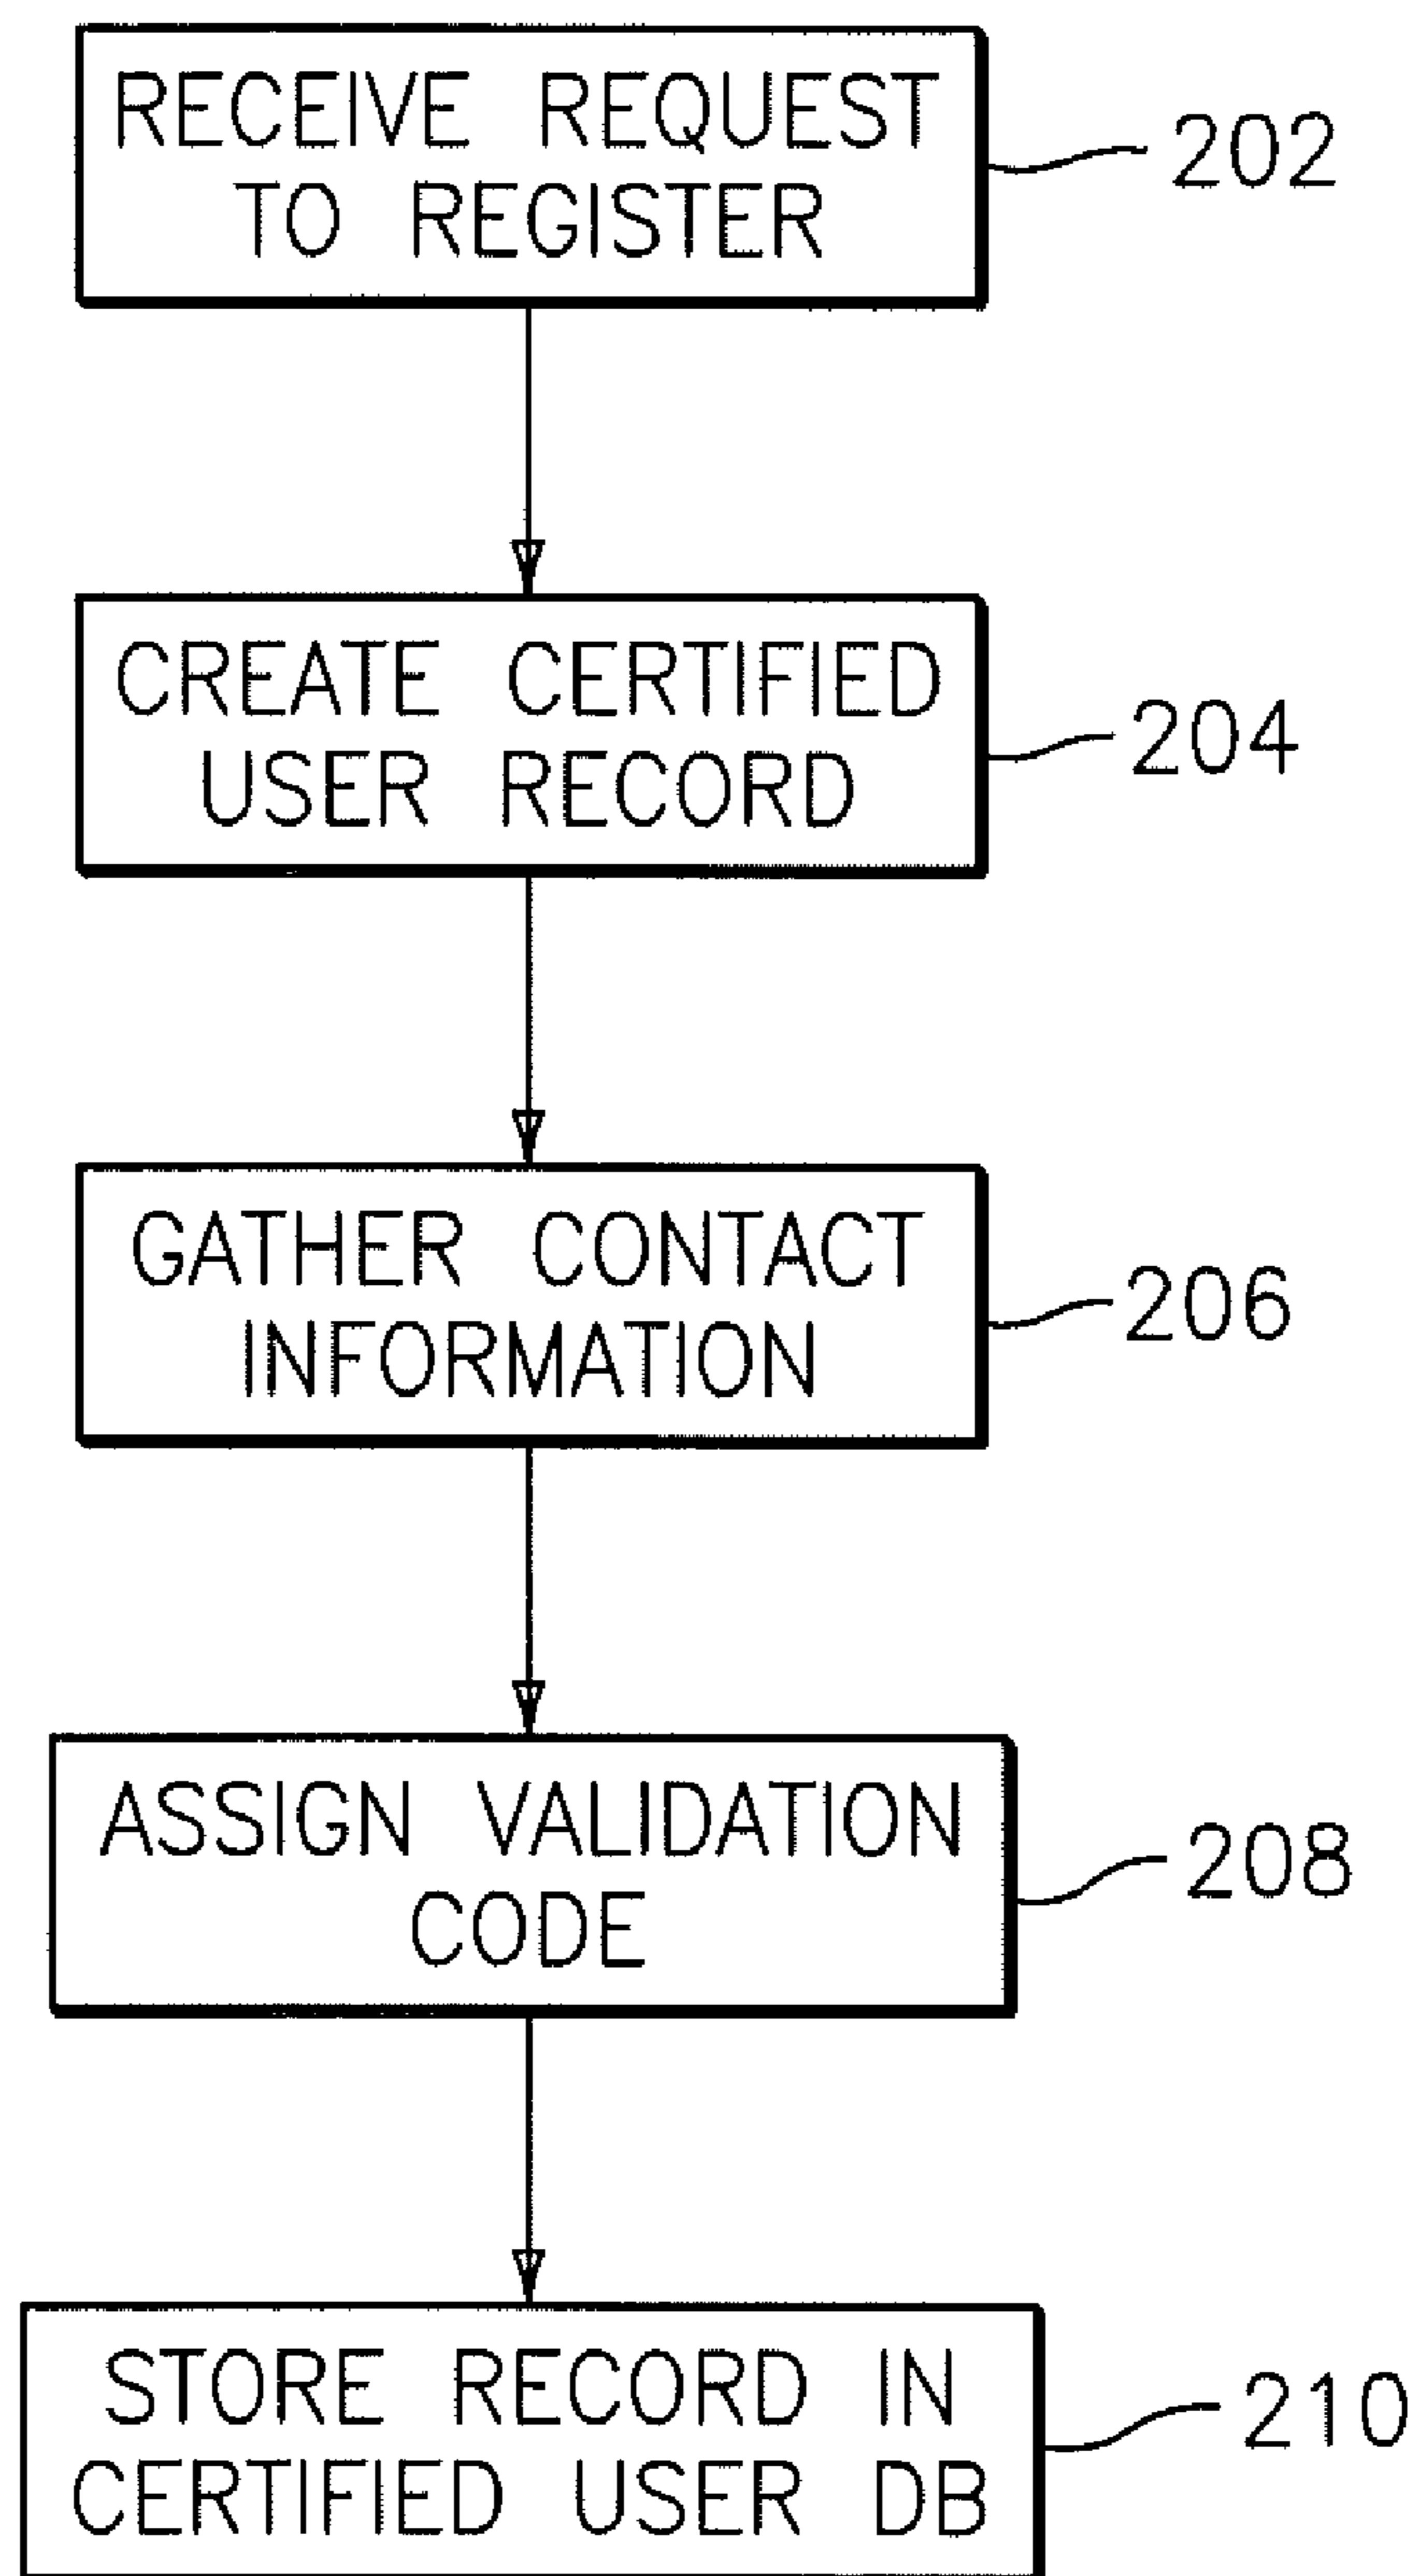 RECEIVE REQUEST
TO REGISTER
202
CREATE CERTIFIED
USER RECORD
204
GATHER CONTACT
INFORMATION
206
ASSIGN VALIDATION
CODE
208
STORE RECORD IN
CERTIFIED USER DB
210